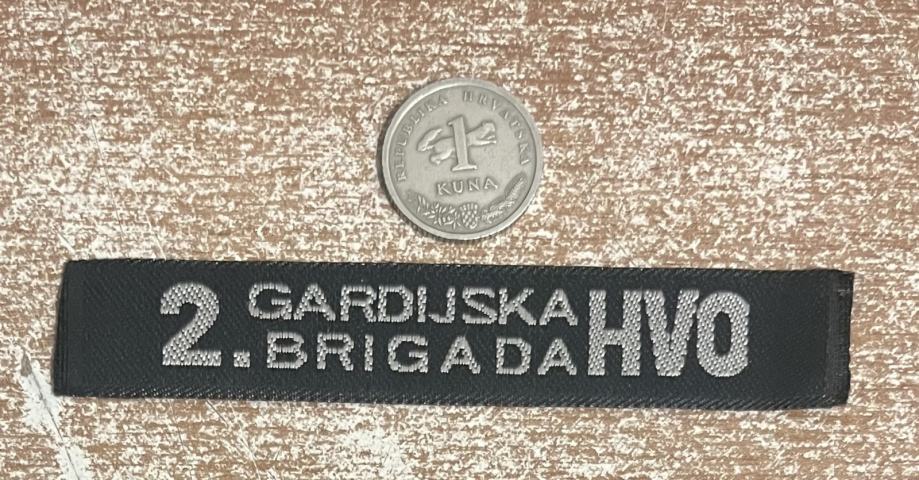 REPUBLIKA HRVATSKA
1
KUNA
2. GARDIJSKA BRIGADA HVO